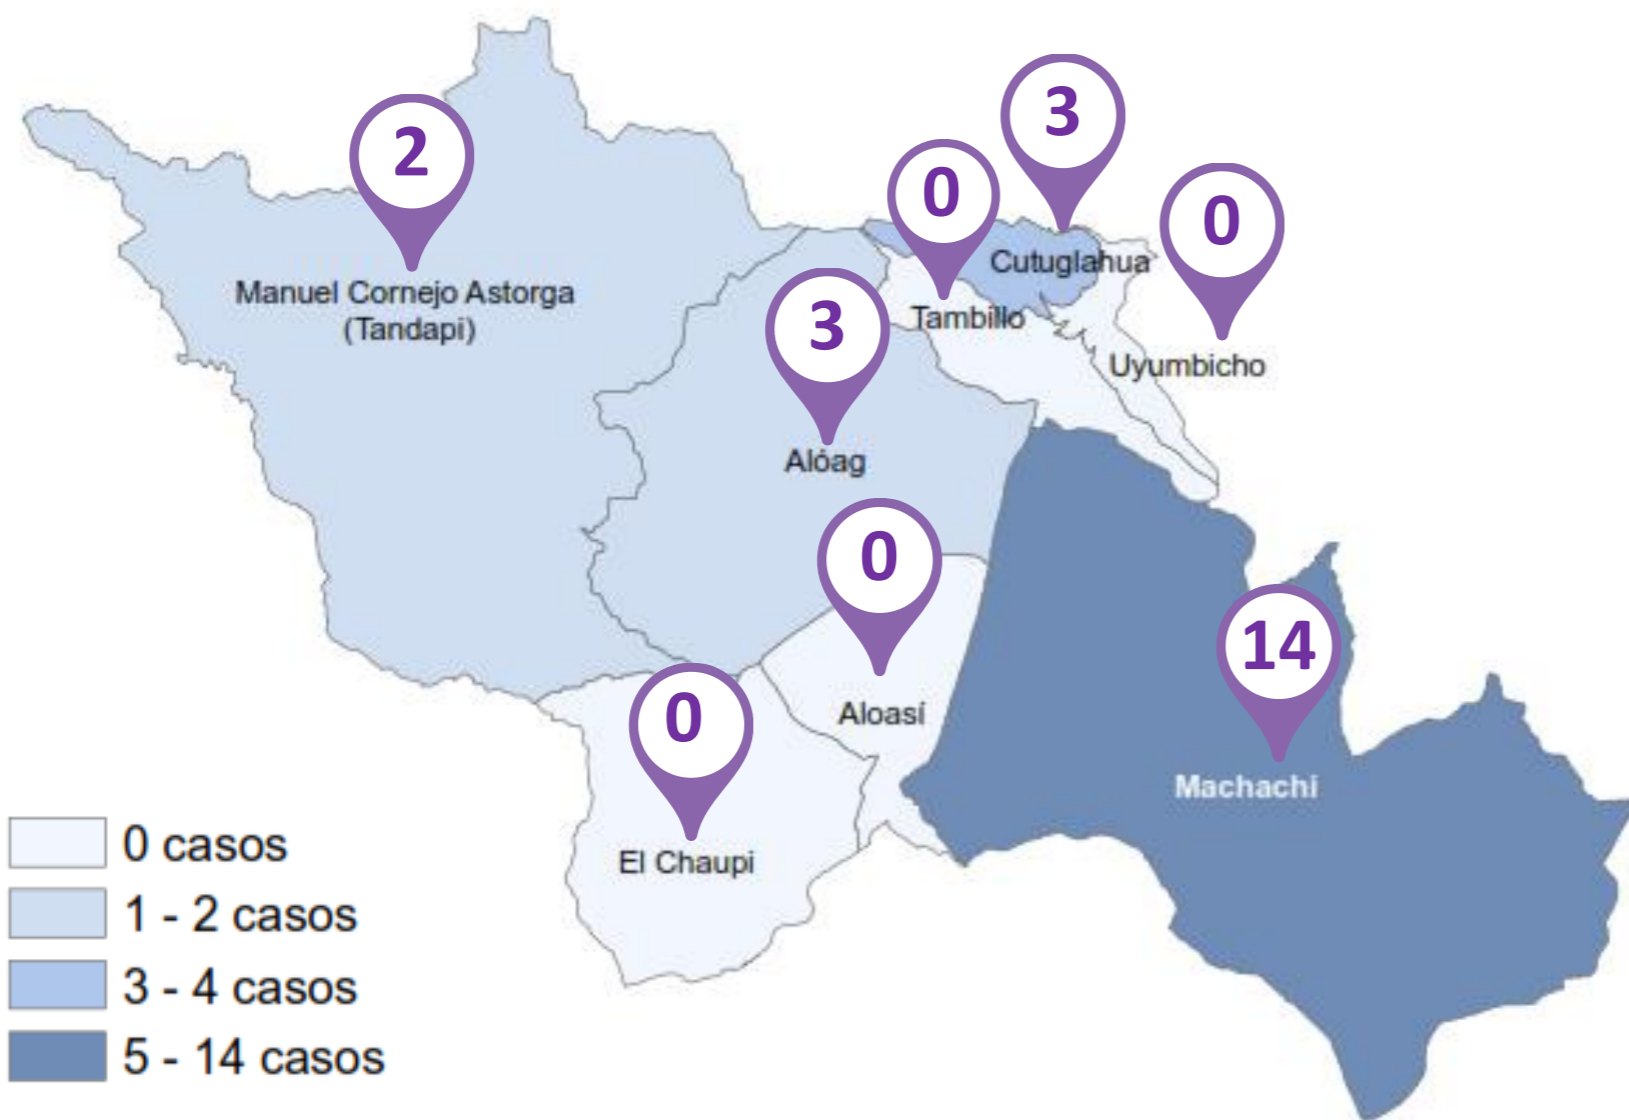 3
2
0
0
Cutuglahua
Manuel Cornejo Astorga
(Tandapi)
3
Tambillo
Uyumbicho
Alóag
0
14
0
Aloasí
Machachi
El Chaupi
0 casos
1 - 2 casos
3 - 4 casos
5 - 14 casos